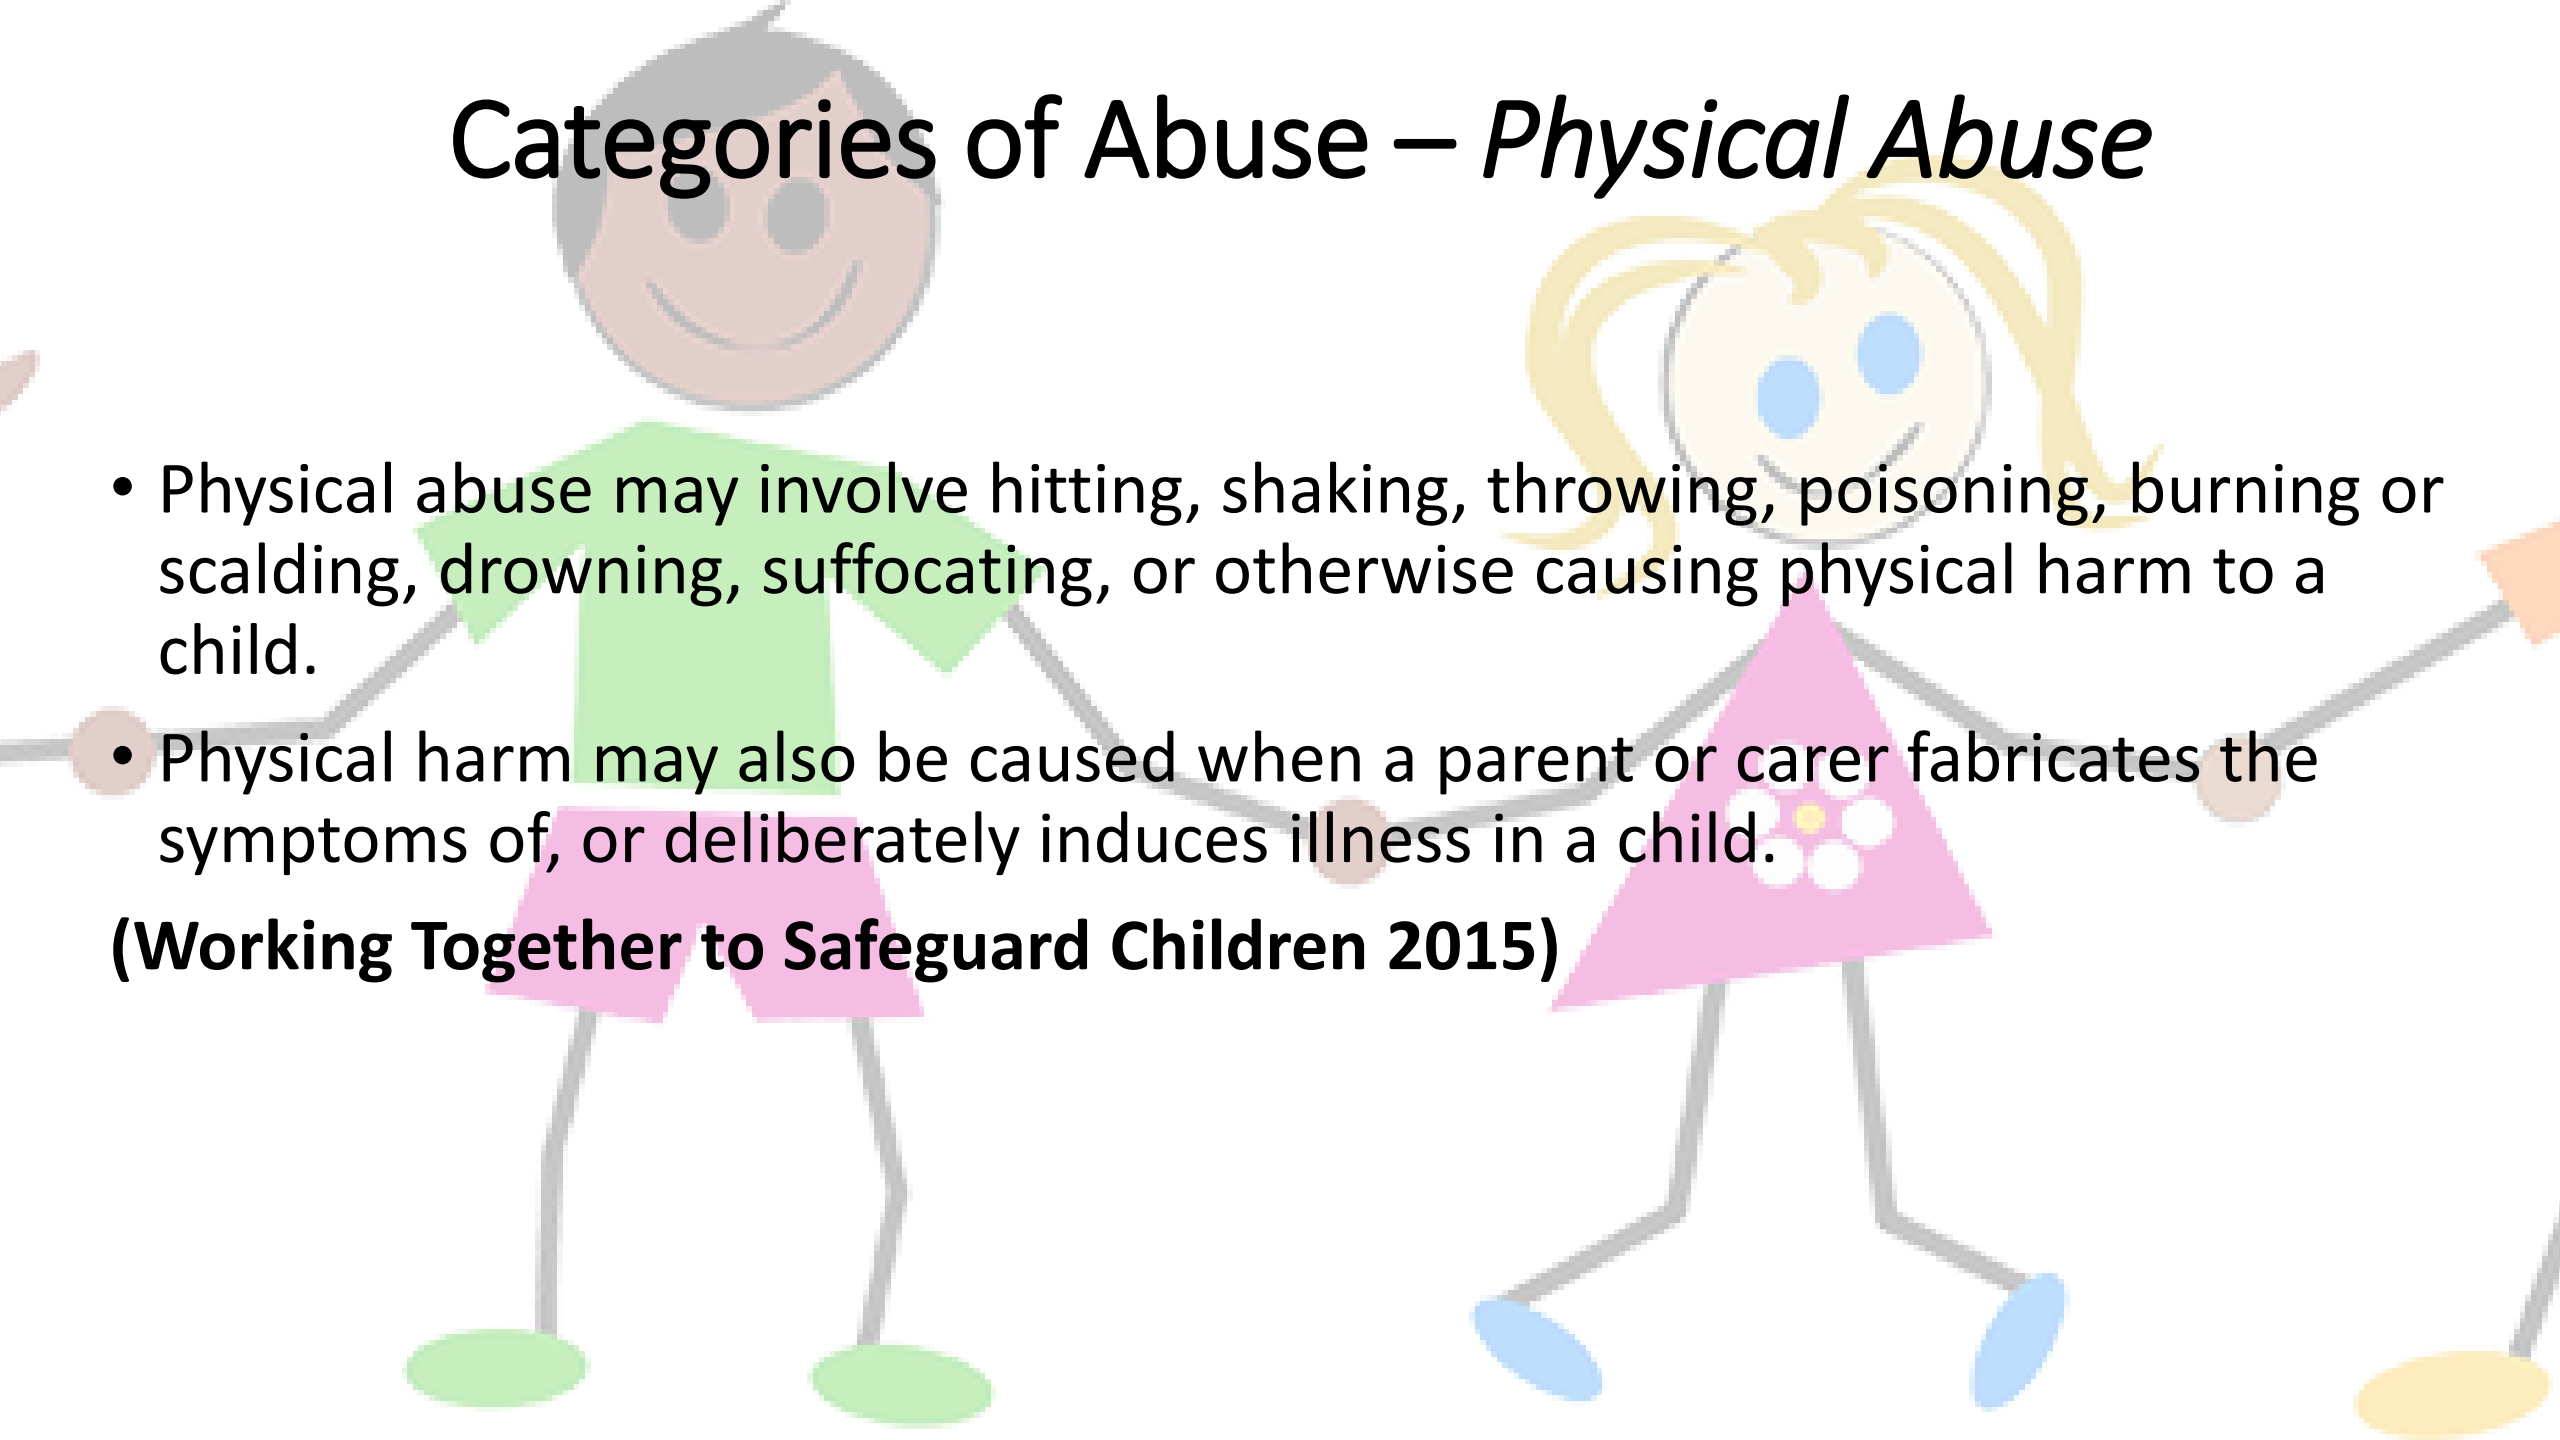 Categories of Abuse – Physical Abuse
• Physical abuse may involve hitting, shaking, throwing, poisoning, burning or
scalding, drowning, suffocating, or otherwise causing physical harm to a
child.
• Physical harm may also be caused when a parent or carer fabricates the
symptoms of, or deliberately induces illness in a child.
(Working Together to Safeguard Children 2015)